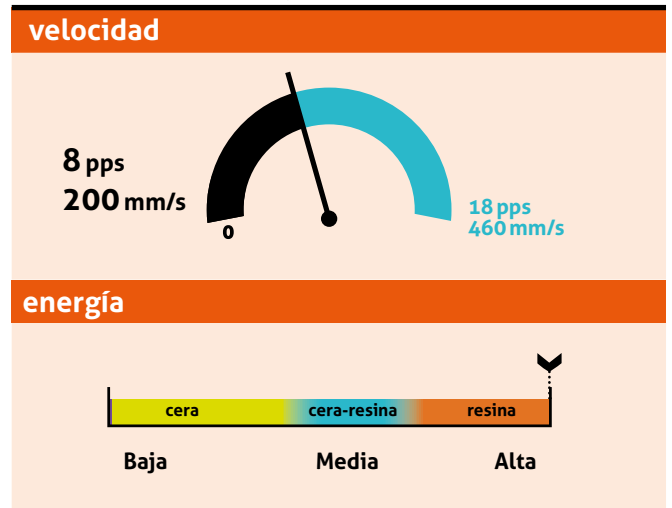 velocidad
8 pps
200 mm/s
0
18 pps
460 mm/s
energía
cera
cera-resina
resina
Baja
Media
Alta